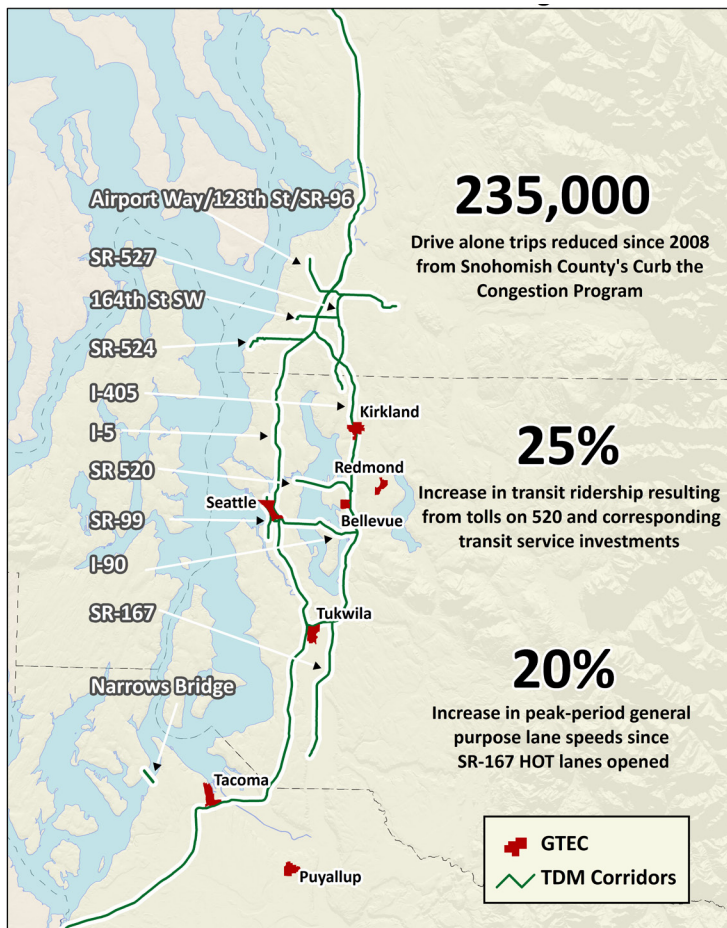 Airport Way/128th St/SR-96
SR-527
164th St SW
SR-524
I-405
I-5
SR 520
SR-99
I-90
SR-167
Narrows Bridge
Kirkland
Redmond
Seattle
Bellevue
Tukwila
Tacoma
Puyallup
235,000
Drive alone trips reduced since 2008
from Snohomish County's Curb the
Congestion Program
25%
Increase in transit ridership resulting
from tolls on 520 and corresponding
transit service investments
20%
Increase in peak-period general
purpose lane speeds since
SR-167 HOT lanes opened
GTEC
TDM Corridors